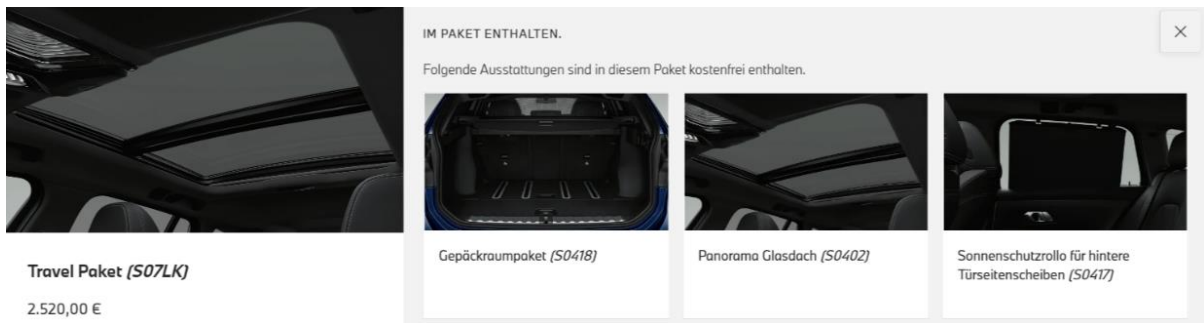 IM PAKET ENTHALTEN.
Folgende Ausstattungen sind in diesem Paket kostenfrei enthalten.
Travel Paket (S07LK)
2.520,00 €
Gepäckraumpaket (S0418)
Panorama Glasdach (S0402)
Sonnenschutzrollo für hintere
Türseitenscheiben (S0417)